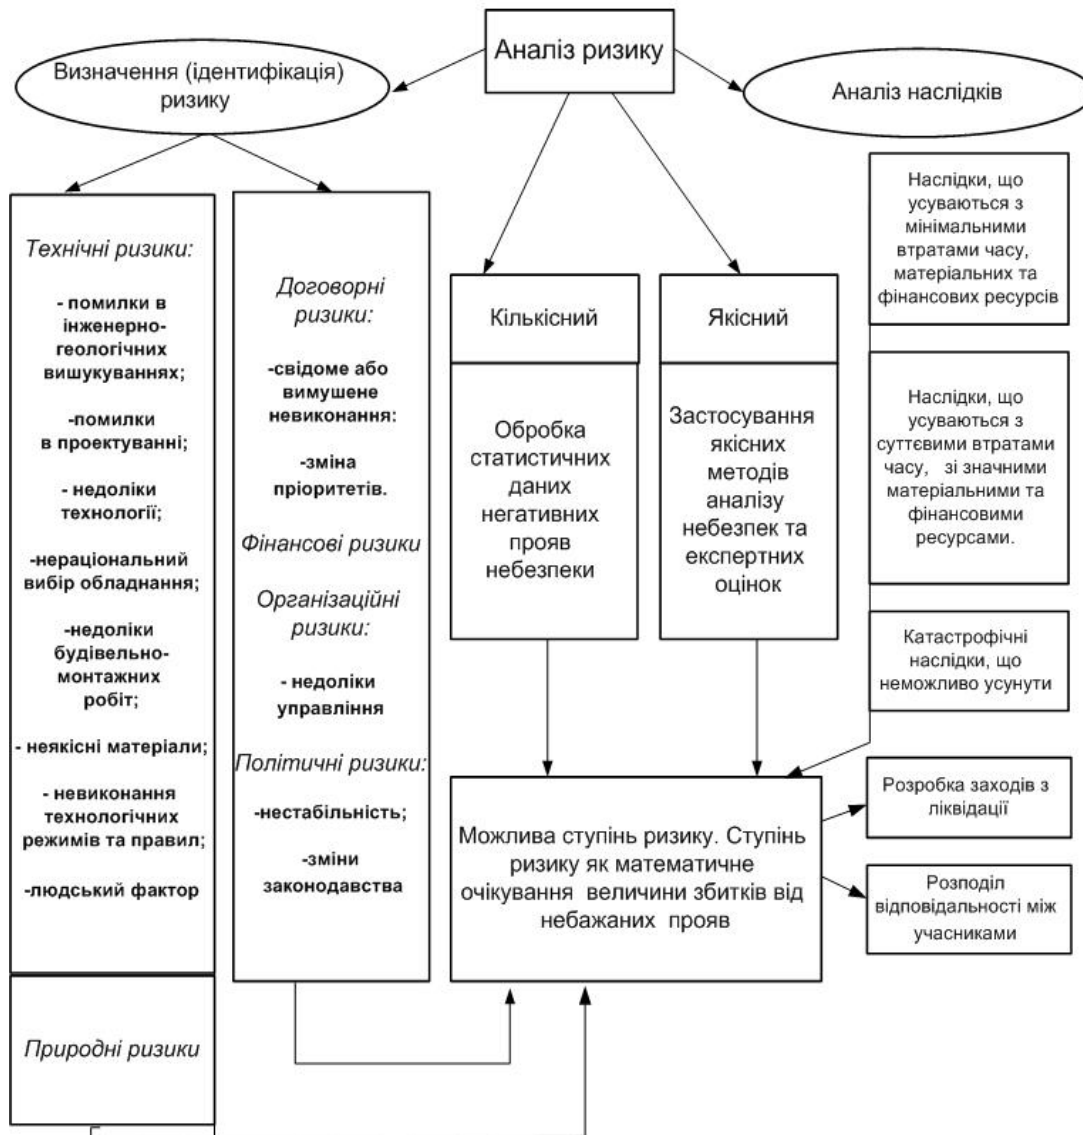 Аналіз ризику
Визначення (ідентифікація)
ризику
Аналіз наслідків
Технічні ризики:
- помилки в
інженерно-
геологічних
вишукуваннях;
-помилки
в проектуванні;
- недоліки
технології;
-нераціональний
вибір обладнання;
-недоліки
будівельно-
монтажних
робіт;
- неякісні матеріали;
- невиконання
технологічних
режимів та правил;
-людський фактор
Природні ризики
Договорні
ризики:
-свідоме або
вимушене
невиконання:
-зміна
пріоритетів.
Фінансові ризики
Організаційні
ризики:
- недоліки
управління
Політичні ризики:
-нестабільність;
-зміни
законодавства
Кількісний
Обробка
статистичних
даних
негативних
прояв
небезпеки
Якісний
Застосування
якісних
методів
аналізу
небезпек та
експертних
оцінок
Наслідки, що
усуваються з
мінімальними
втратами часу,
матеріальних та
фінансових ресурсів
Наслідки, що
усуваються з
суттєвими втратами
часу, зі значними
матеріальними та
фінансовими
ресурсами.
Катастрофічні
наслідки, що
неможливо усунути
Можлива ступінь ризику. Ступінь
ризику як математичне
очікування величини збитків від
небажаних прояв
Розробка заходів з
ліквідації
Розподіл
відповідальності між
учасниками